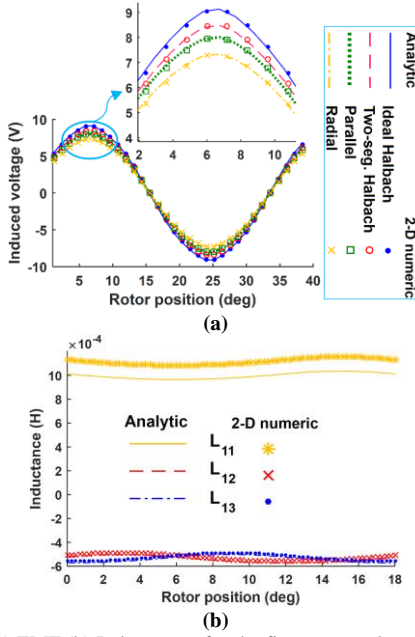 9
8
7
6
5
4
2 4 6 8 10
10
5
0
-5
-10
0 5 10 15 20 25 30 35 40
Induced voltage (V)
Rotor position (deg)
(a)
Analytic 2-D numeric
Ideal Halbach
Two-seg. Halbach
Parallel
Radial
×10⁻⁴
10
8
6
4
2
0
-2
-4
-6
0 2 4 6 8 10 12 14 16 18
Inductance (H)
Analytic 2-D numeric
L₁₁
L₁₂
L₁₃
Rotor position (deg)
(b)